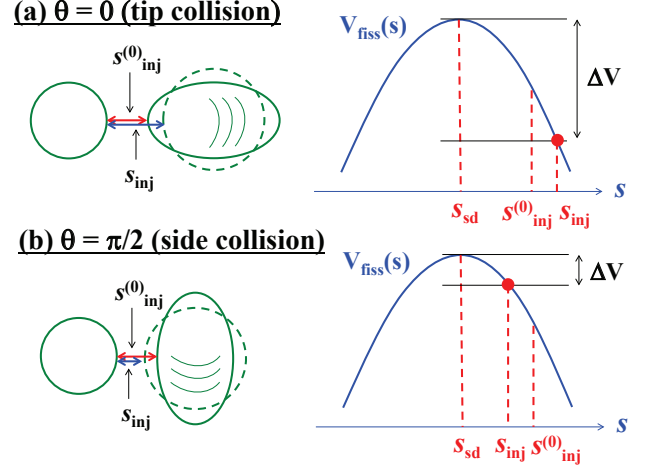 (a) θ = 0 (tip collision)
s⁽⁰⁾inj
sinj
Vfiss(s)
ΔV
s
ssd
s⁽⁰⁾inj
sinj
(b) θ = π/2 (side collision)
s⁽⁰⁾inj
sinj
Vfiss(s)
ΔV
s
ssd
sinj
s⁽⁰⁾inj